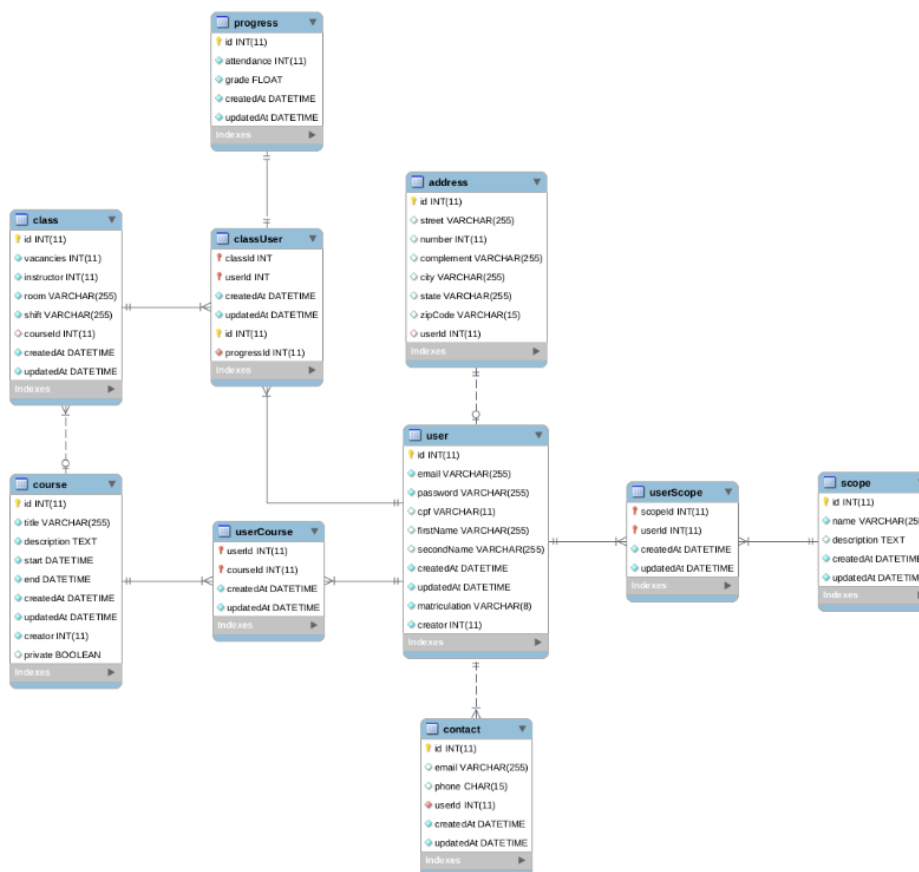 progress
id INT(11)
attendance INT(11)
grade FLOAT
createdAt DATETIME
updatedAt DATETIME
Indexes
address
id INT(11)
street VARCHAR(255)
number INT(11)
complement VARCHAR(255)
city VARCHAR(255)
state VARCHAR(255)
zipCode VARCHAR(15)
userId INT(11)
Indexes
class
id INT(11)
vacancies INT(11)
instructor INT(11)
room VARCHAR(255)
shift VARCHAR(255)
courseId INT(11)
createdAt DATETIME
updatedAt DATETIME
Indexes
classUser
classId INT
userId INT
createdAt DATETIME
updatedAt DATETIME
id INT(11)
progressId INT(11)
Indexes
user
id INT(11)
email VARCHAR(255)
password VARCHAR(255)
cpf VARCHAR(11)
firstName VARCHAR(255)
secondName VARCHAR(255)
createdAt DATETIME
updatedAt DATETIME
matriculation VARCHAR(8)
creator INT(11)
Indexes
course
id INT(11)
title VARCHAR(255)
description TEXT
start DATETIME
end DATETIME
createdAt DATETIME
updatedAt DATETIME
creator INT(11)
private BOOLEAN
Indexes
userCourse
userId INT(11)
courseId INT(11)
createdAt DATETIME
updatedAt DATETIME
Indexes
userScope
scopeId INT(11)
userId INT(11)
createdAt DATETIME
updatedAt DATETIME
Indexes
scope
id INT(11)
name VARCHAR(25
description TEXT
createdAt DATETIM
updatedAt DATETIM
Indexes
contact
id INT(11)
email VARCHAR(255)
phone CHAR(15)
userId INT(11)
createdAt DATETIME
updatedAt DATETIME
Indexes